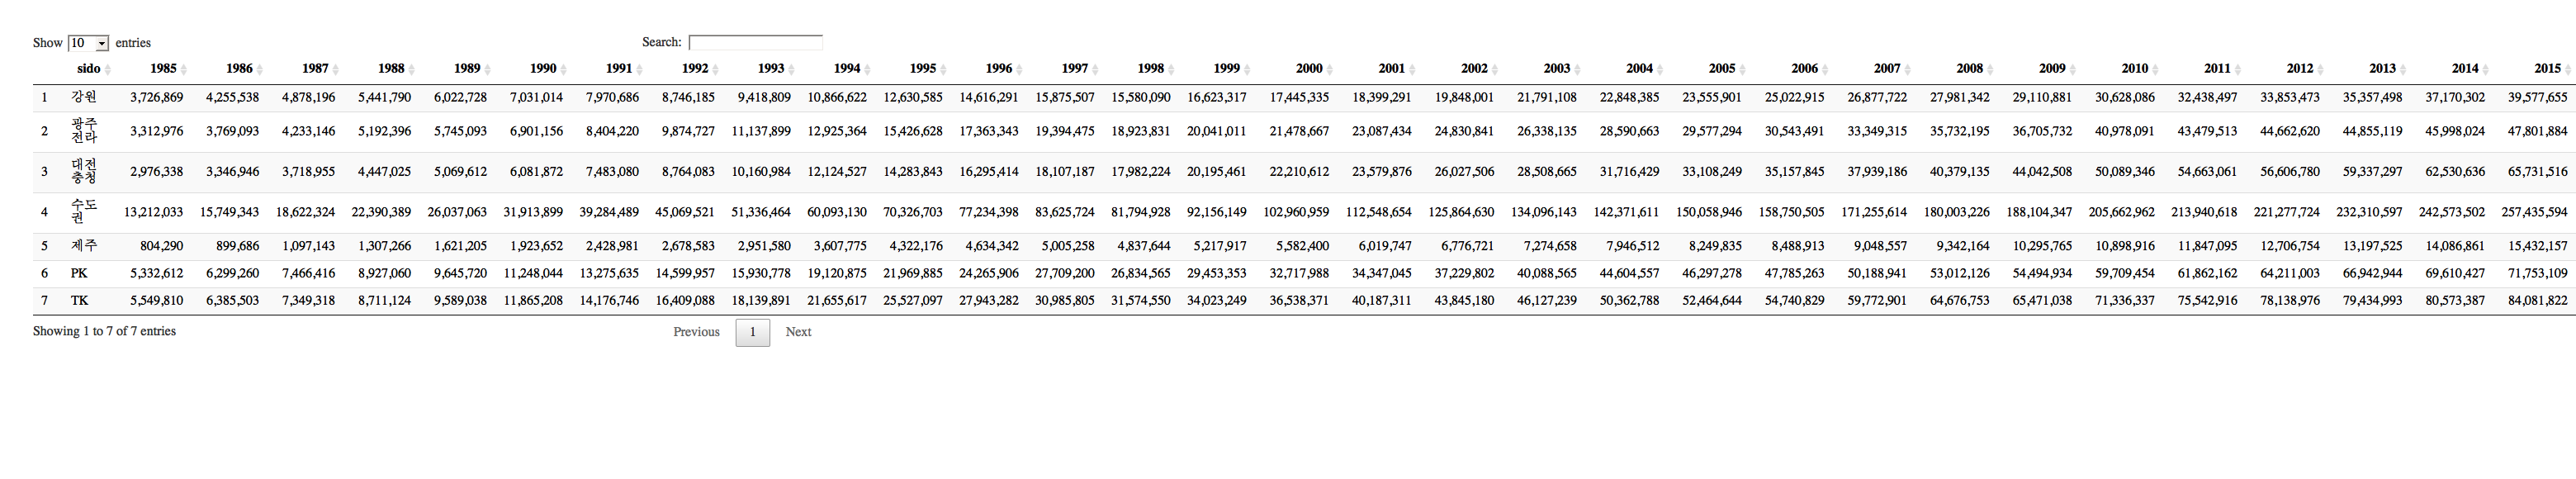 Show 10 entries Search:
sido 1985 1986 1987 1988 1989 1990 1991 1992 1993 1994 1995 1996 1997 1998 1999 2000 2001 2002 2003 2004 2005 2006 2007 2008 2009 2010 2011 2012 2013 2014 2015
1 강원 3,726,869 4,255,538 4,878,196 5,441,790 6,022,728 7,031,014 7,970,686 8,746,185 9,418,809 10,866,622 12,630,585 14,616,291 15,875,507 15,580,090 16,623,317 17,445,335 18,399,291 19,848,001 21,791,108 22,848,385 23,555,901 25,022,915 26,877,722 27,981,342 29,110,881 30,628,086 32,438,497 33,853,473 35,357,498 37,170,302 39,577,655
광주
2 전라 3,312,976 3,769,093 4,233,146 5,192,396 5,745,093 6,901,156 8,404,220 9,874,727 11,137,899 12,925,364 15,426,628 17,363,343 19,394,475 18,923,831 20,041,011 21,478,667 23,087,434 24,830,841 26,338,135 28,590,663 29,577,294 30,543,491 33,349,315 35,732,195 36,705,732 40,978,091 43,479,513 44,662,620 44,855,119 45,998,024 47,801,884
대전
3 충청 2,976,338 3,346,946 3,718,955 4,447,025 5,069,612 6,081,872 7,483,080 8,764,083 10,160,984 12,124,527 14,283,843 16,295,414 18,107,187 17,982,224 20,195,461 22,210,612 23,579,876 26,027,506 28,508,665 31,716,429 33,108,249 35,157,845 37,939,186 40,379,135 44,042,508 50,089,346 54,663,061 56,606,780 59,337,297 62,530,636 65,731,516
수도
4 권 13,212,033 15,749,343 18,622,324 22,390,389 26,037,063 31,913,899 39,284,489 45,069,521 51,336,464 60,093,130 70,326,703 77,234,398 83,625,724 81,794,928 92,156,149 102,960,959 112,548,654 125,864,630 134,096,143 142,371,611 150,058,946 158,750,505 171,255,614 180,003,226 188,104,347 205,662,962 213,940,618 221,277,724 232,310,597 242,573,502 257,435,594
5 제주 804,290 899,686 1,097,143 1,307,266 1,621,205 1,923,652 2,428,981 2,678,583 2,951,580 3,607,775 4,322,176 4,634,342 5,005,258 4,837,644 5,217,917 5,582,400 6,019,747 6,776,721 7,274,658 7,946,512 8,249,835 8,488,913 9,048,557 9,342,164 10,295,765 10,898,916 11,847,095 12,706,754 13,197,525 14,086,861 15,432,157
6 PK 5,332,612 6,299,260 7,466,416 8,927,060 9,645,720 11,248,044 13,275,635 14,599,957 15,930,778 19,120,875 21,969,885 24,265,906 27,709,200 26,834,565 29,453,353 32,717,988 34,347,045 37,229,802 40,088,565 44,604,557 46,297,278 47,785,263 50,188,941 53,012,126 54,494,934 59,709,454 61,862,162 64,211,003 66,942,944 69,610,427 71,753,109
7 TK 5,549,810 6,385,503 7,349,318 8,711,124 9,589,038 11,865,208 14,176,746 16,409,088 18,139,891 21,655,617 25,527,097 27,943,282 30,985,805 31,574,550 34,023,249 36,538,371 40,187,311 43,845,180 46,127,239 50,362,788 52,464,644 54,740,829 59,772,901 64,676,753 65,471,038 71,336,337 75,542,916 78,138,976 79,434,993 80,573,387 84,081,822
Showing 1 to 7 of 7 entries Previous 1 Next